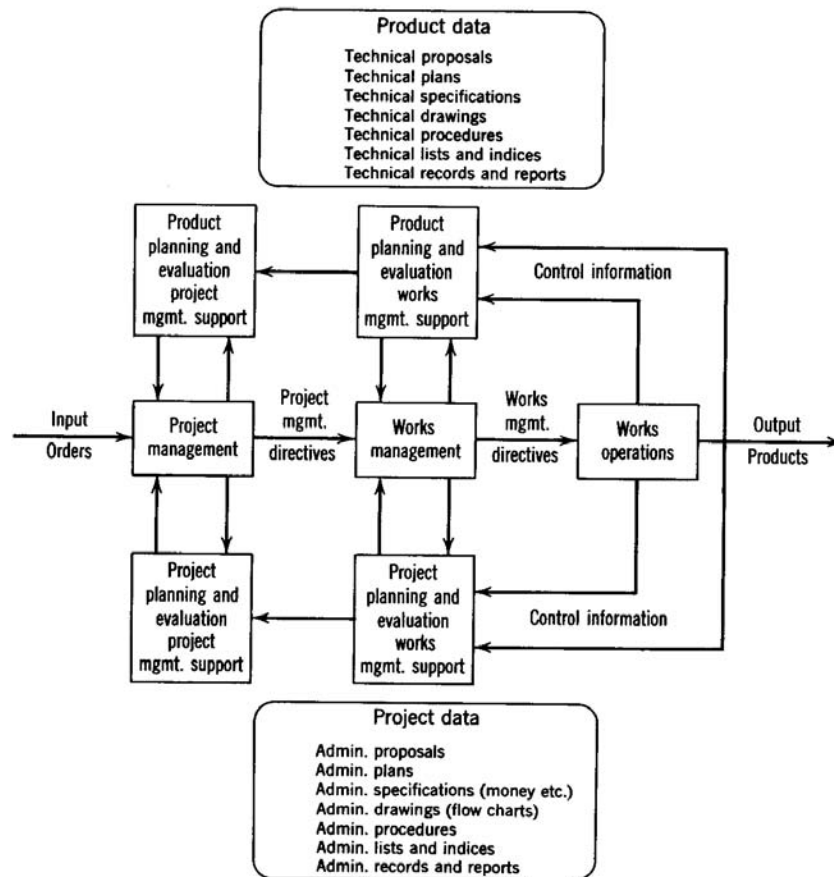 Product data
Technical proposals
Technical plans
Technical specifications
Technical drawings
Technical procedures
Technical lists and indices
Technical records and reports
Product
planning and
evaluation
project
mgmt. support
Product
planning and
evaluation
works
mgmt. support
Control information
Input
Orders
Project
management
Project
mgmt.
directives
Works
management
Works
mgmt.
directives
Works
operations
Output
Products
Project
planning and
evaluation
project
mgmt. support
Project
planning and
evaluation
works
mgmt. support
Control information
Project data
Admin. proposals
Admin. plans
Admin. specifications (money etc.)
Admin. drawings (flow charts)
Admin. procedures
Admin. lists and indices
Admin. records and reports